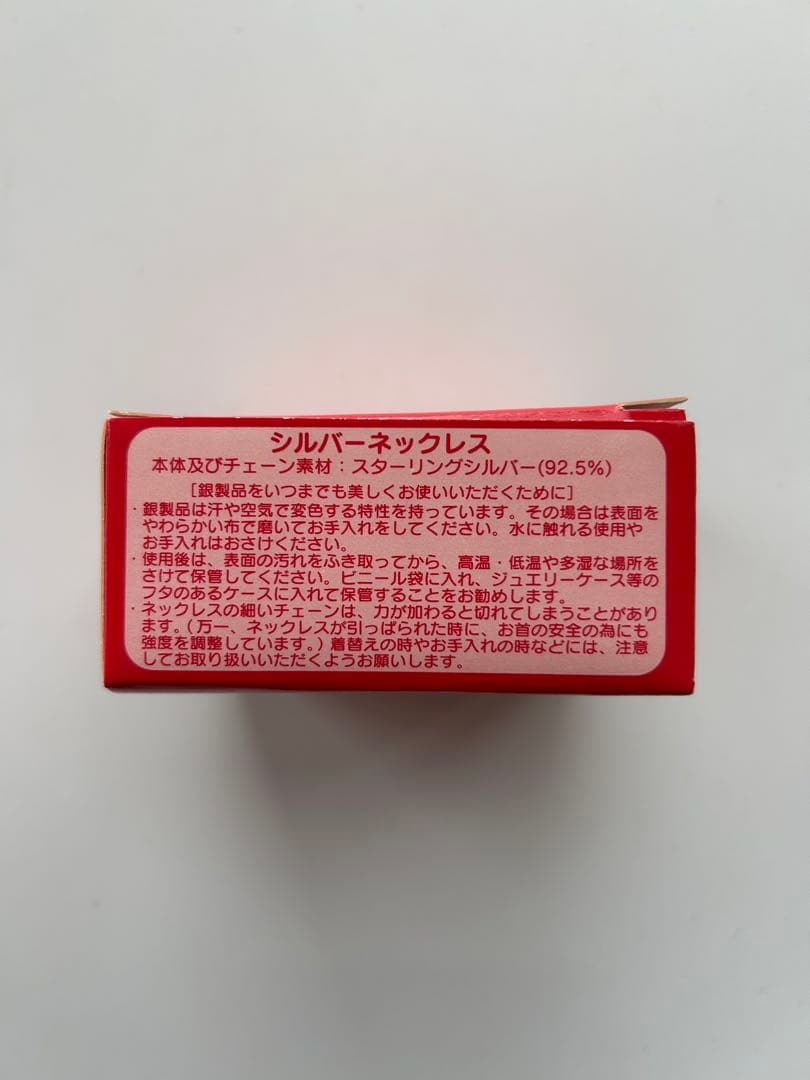 シルバーネックレス
本体及びチェーン素材：スターリングシルバー(92.5%)
［銀製品をいつまでも美しくお使いいただくために］
・銀製品は汗や空気で変色する特性を持っています。その場合は表面を
やわらかい布で磨いてお手入れをしてください。水に触れる使用や
お手入れはおさけください。
・使用後は、表面の汚れをふき取ってから、高温・低温や多湿な場所を
さけて保管してください。ビニール袋に入れ、ジュエリーケース等の
フタのあるケースに入れて保管することをお勧めします。
・ネックレスの細いチェーンは、力が加わると切れてしまうことがあり
ます。（万一、ネックレスが引っぱられた時に、お首の安全の為にも
強度を調整しています。）着替えの時やお手入れの時などには、注意
してお取り扱いいただくようお願いします。